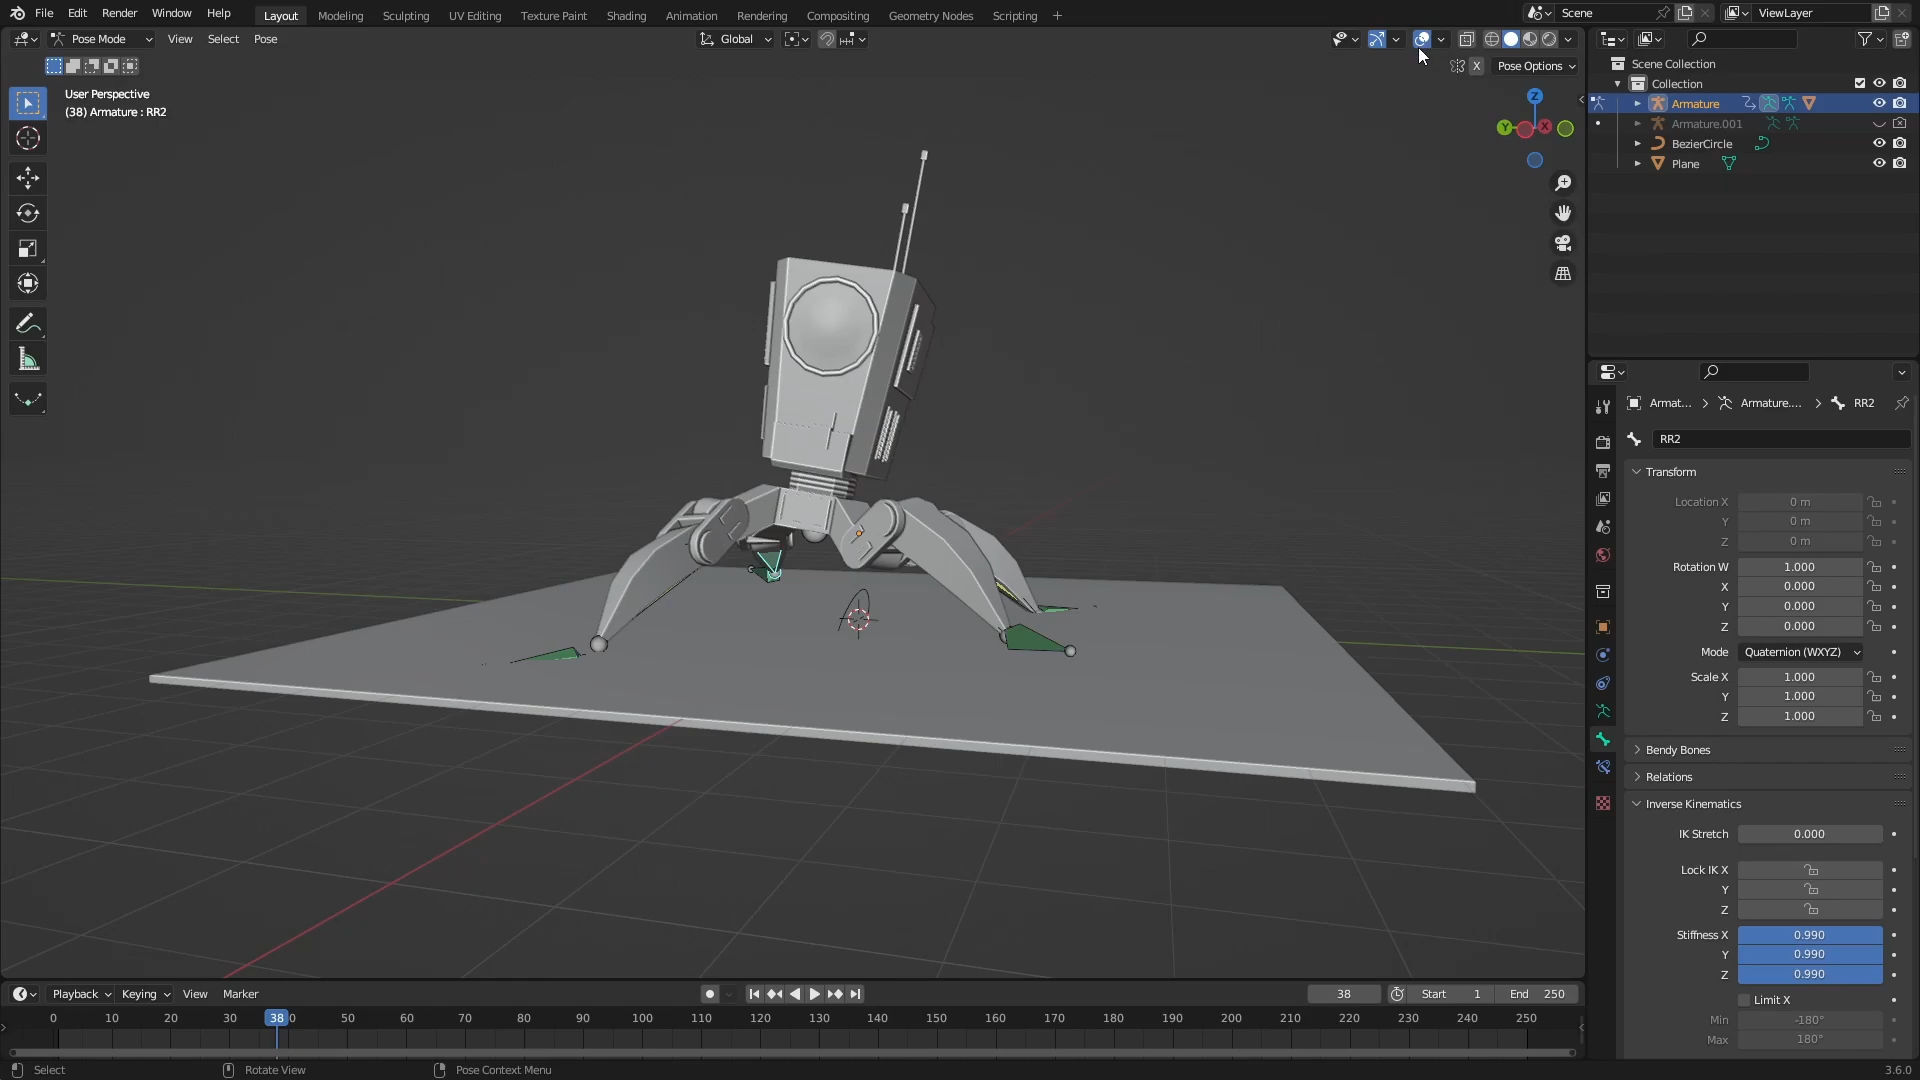 File Edit Render Window Help Layout Modeling Sculpting UV Editing Texture Paint Shading Animation Rendering Compositing Geometry Nodes Scripting + Scene ViewLayer
Pose Mode View Select Pose Global
X Pose Options
User Perspective
(38) Armature : RR2
Z
Y X
Scene Collection
Collection
Armature
Armature.001
BezierCircle
Plane
Armat... Armature.... RR2
RR2
Transform
Location X 0 m
Y 0 m
Z 0 m
Rotation W 1.000
X 0.000
Y 0.000
Z 0.000
Mode Quaternion (WXYZ)
Scale X 1.000
Y 1.000
Z 1.000
Bendy Bones
Relations
Inverse Kinematics
IK Stretch 0.000
Lock IK X
Y
Z
Stiffness X 0.990
Y 0.990
Z 0.990
Limit X
Min -180°
Max 180°
Playback Keying View Marker 38 Start 1 End 250
0 10 20 30 38 0 50 60 70 80 90 100 110 120 130 140 150 160 170 180 190 200 210 220 230 240 250
Select Rotate View Pose Context Menu 3.6.0